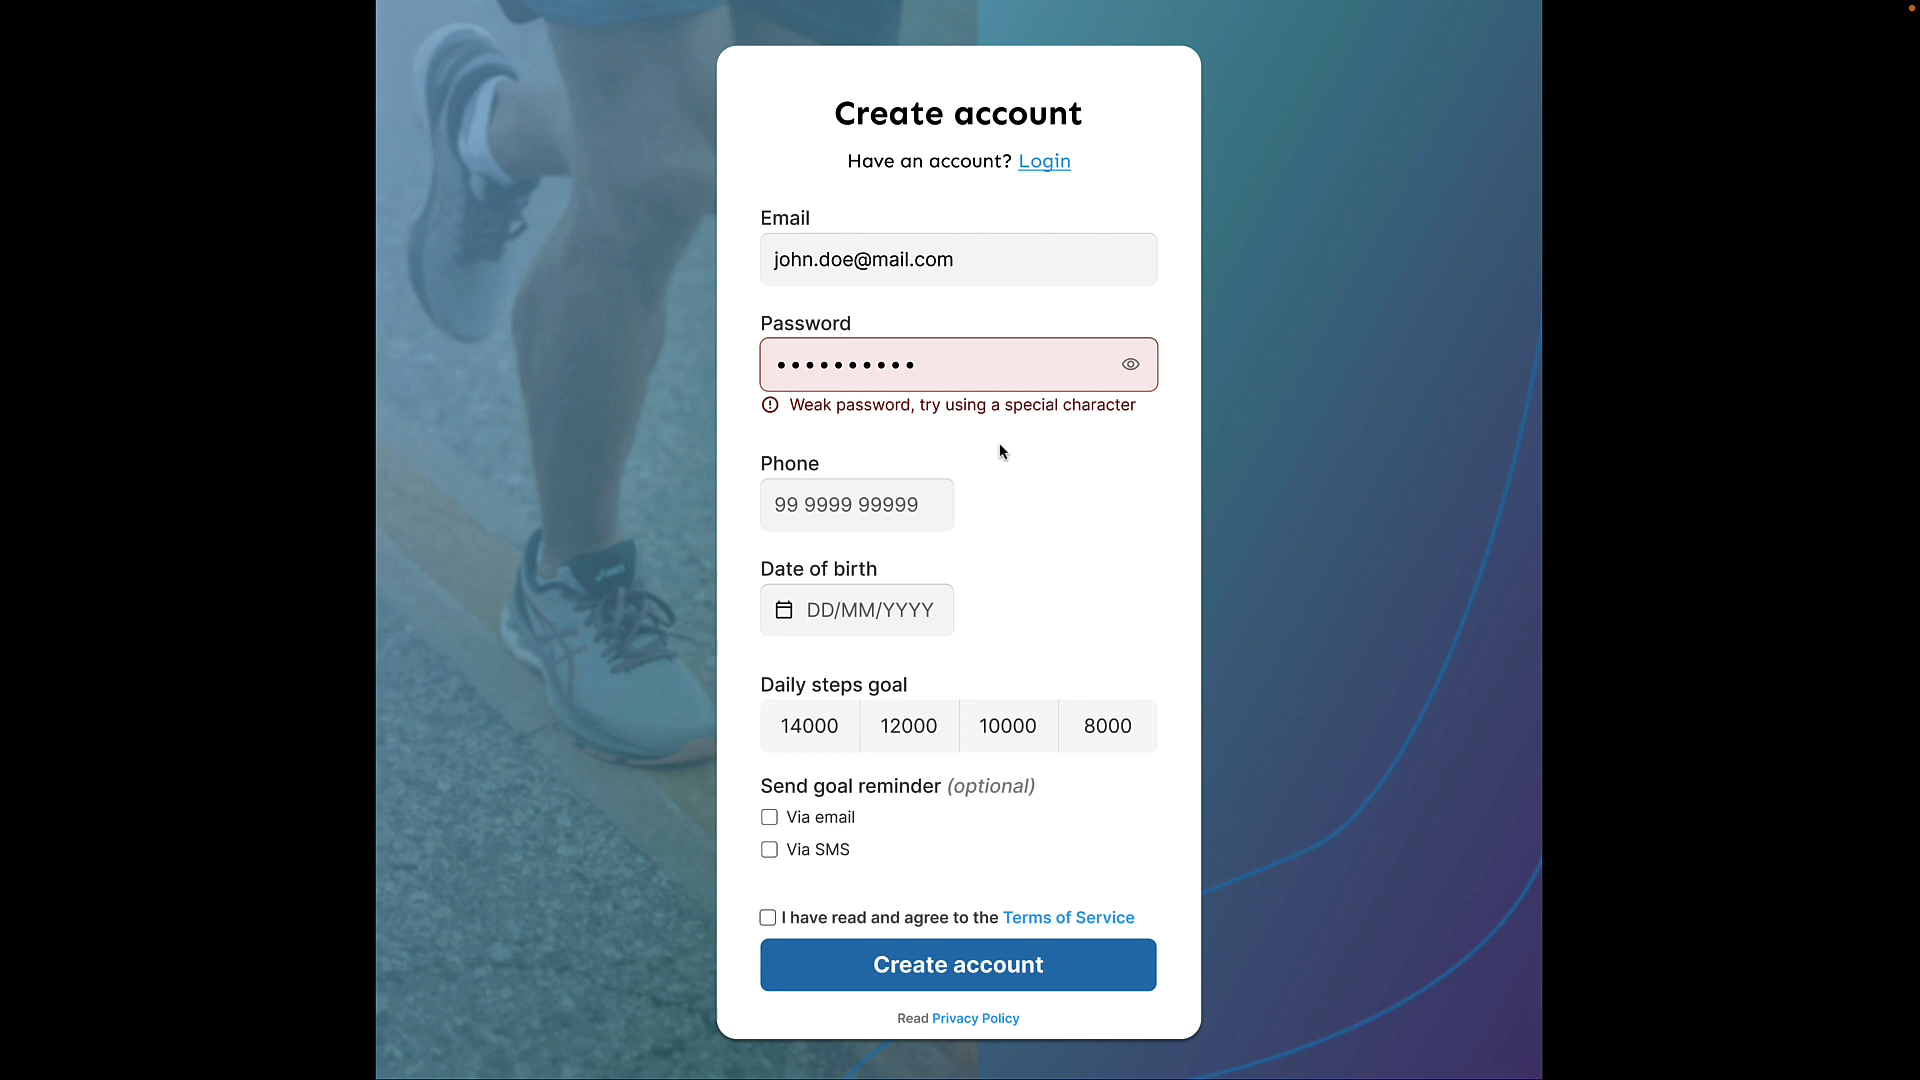 Create account
Have an account? Login
Email
john.doe@mail.com
Password
Weak password, try using a special character
Phone
99 9999 99999
Date of birth
DD/MM/YYYY
Daily steps goal
14000 12000 10000 8000
Send goal reminder (optional)
Via email
Via SMS
I have read and agree to the Terms of Service
Create account
Read Privacy Policy